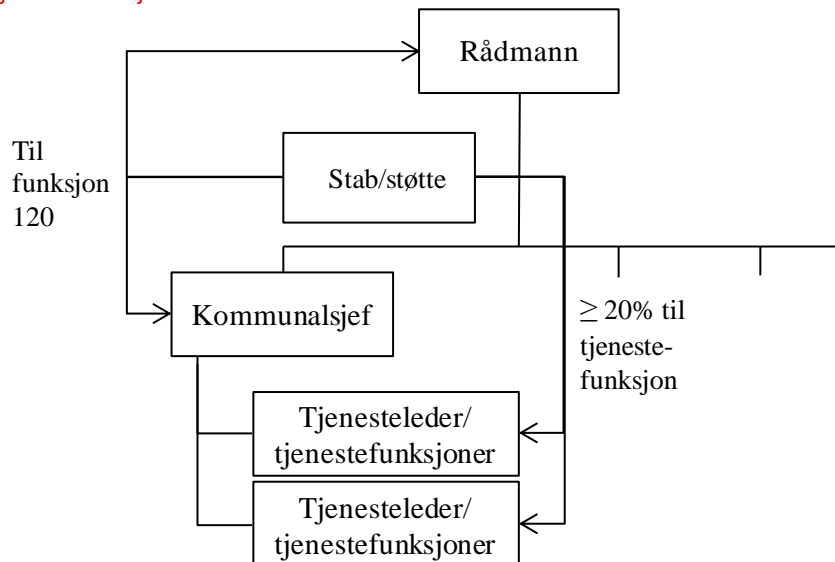 Rådmann
Til
funksjon
120
Stab/støtte
Kommunalsjef
≥ 20% til
tjeneste-
funksjon
Tjenesteleder/
tjenestefunksjoner
Tjenesteleder/
tjenestefunksjoner